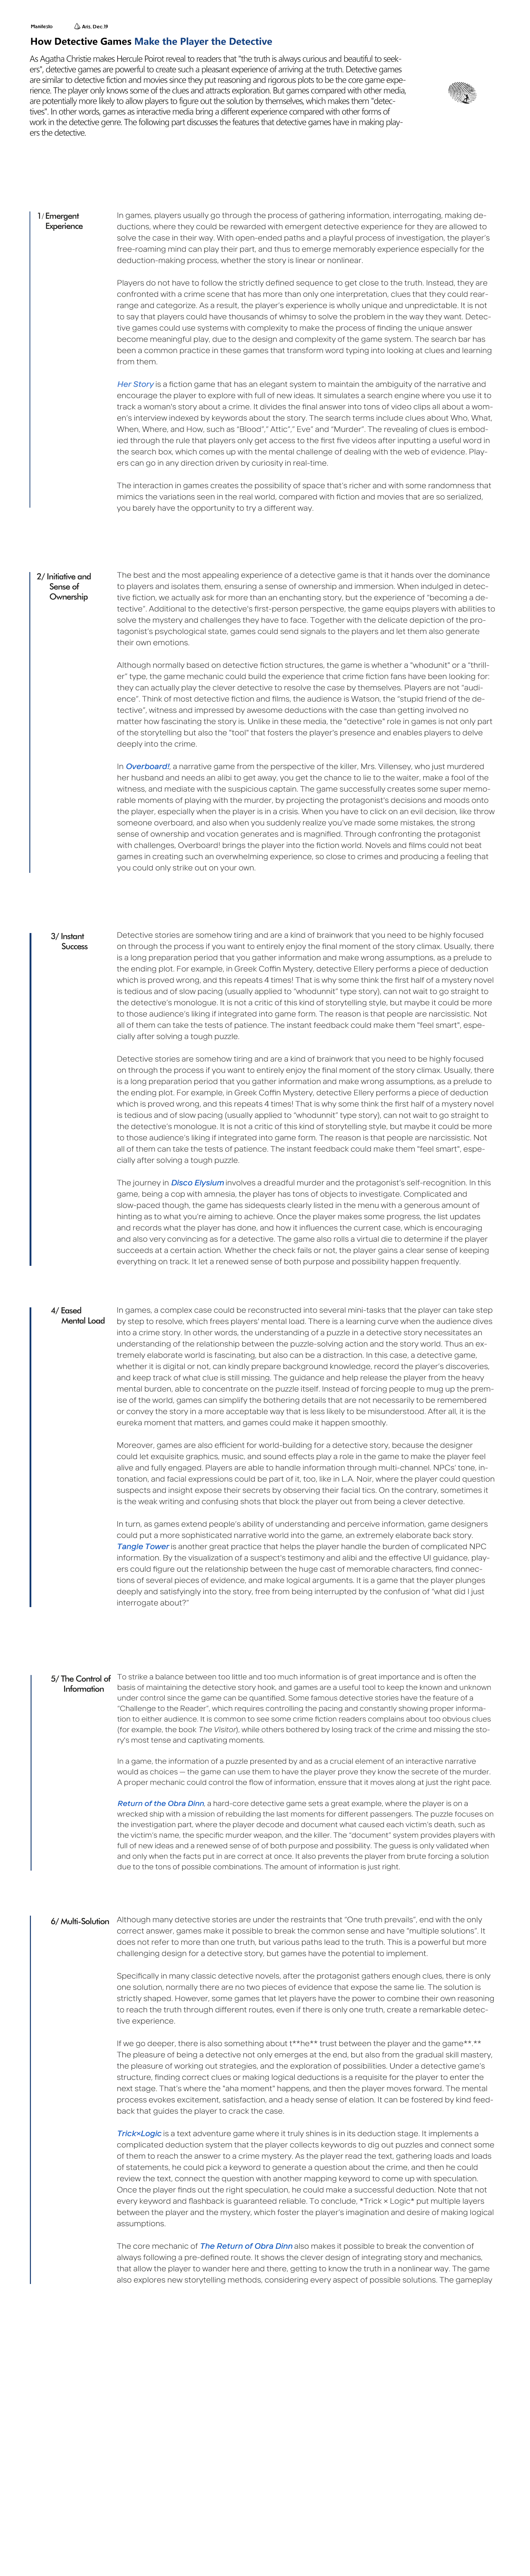 Manifesto
Aris, Dec.19
How Detective Games Make the Player the Detective
As Agatha Christie makes Hercule Poirot reveal to readers that "the truth is always curious and beautiful to seek-
ers", detective games are powerful to create such a pleasant experience of arriving at the truth. Detective games
are similar to detective fiction and movies since they put reasoning and rigorous plots to be the core game expe-
rience. The player only knows some of the clues and attracts exploration. But games compared with other media,
are potentially more likely to allow players to figure out the solution by themselves, which makes them "detec-
tives". In other words, games as interactive media bring a different experience compared with other forms of
work in the detective genre. The following part discusses the features that detective games have in making play-
ers the detective.
1/ Emergent
Experience
In games, players usually go through the process of gathering information, interrogating, making de-
ductions, where they could be rewarded with emergent detective experience for they are allowed to
solve the case in their way. With open-ended paths and a playful process of investigation, the player's
free-roaming mind can play their part, and thus to emerge memorably experience especially for the
deduction-making process, whether the story is linear or nonlinear.
Players do not have to follow the strictly defined sequence to get close to the truth. Instead, they are
confronted with a crime scene that has more than only one interpretation, clues that they could rear-
range and categorize. As a result, the player's experience is wholly unique and unpredictable. It is not
to say that players could have thousands of whimsy to solve the problem in the way they want. Detec-
tive games could use systems with complexity to make the process of finding the unique answer
become meaningful play, due to the design and complexity of the game system. The search bar has
been a common practice in these games that transform word typing into looking at clues and learning
from them.
Her Story is a fiction game that has an elegant system to maintain the ambiguity of the narrative and
encourage the player to explore with full of new ideas. It simulates a search engine where you use it to
track a woman's story about a crime. It divides the final answer into tons of video clips all about a wom-
en's interview indexed by keywords about the story. The search terms include clues about Who, What,
When, Where, and How, such as "Blood"," Attic"," Eve" and "Murder". The revealing of clues is embod-
ied through the rule that players only get access to the first five videos after inputting a useful word in
the search box, which comes up with the mental challenge of dealing with the web of evidence. Play-
ers can go in any direction driven by curiosity in real-time.
The interaction in games creates the possibility of space that's richer and with some randomness that
mimics the variations seen in the real world, compared with fiction and movies that are so serialized,
you barely have the opportunity to try a different way.
2/ Initiative and
Sense of
Ownership
The best and the most appealing experience of a detective game is that it hands over the dominance
to players and isolates them, ensuring a sense of ownership and immersion. When indulged in detec-
tive fiction, we actually ask for more than an enchanting story, but the experience of "becoming a de-
tective". Additional to the detective's first-person perspective, the game equips players with abilities to
solve the mystery and challenges they have to face. Together with the delicate depiction of the pro-
tagonist's psychological state, games could send signals to the players and let them also generate
their own emotions.
Although normally based on detective fiction structures, the game is whether a "whodunit" or a "thrill-
er" type, the game mechanic could build the experience that crime fiction fans have been looking for:
they can actually play the clever detective to resolve the case by themselves. Players are not "audi-
ence". Think of most detective fiction and films, the audience is Watson, the "stupid friend of the de-
tective", witness and impressed by awesome deductions with the case than getting involved no
matter how fascinating the story is. Unlike in these media, the "detective" role in games is not only part
of the storytelling but also the "tool" that fosters the player's presence and enables players to delve
deeply into the crime.
In Overboard!, a narrative game from the perspective of the killer, Mrs. Villensey, who just murdered
her husband and needs an alibi to get away, you get the chance to lie to the waiter, make a fool of the
witness, and mediate with the suspicious captain. The game successfully creates some super memo-
rable moments of playing with the murder, by projecting the protagonist's decisions and moods onto
the player, especially when the player is in a crisis. When you have to click on an evil decision, like throw
someone overboard, and also when you suddenly realize you've made some mistakes, the strong
sense of ownership and vocation generates and is magnified. Through confronting the protagonist
with challenges, Overboard! brings the player into the fiction world. Novels and films could not beat
games in creating such an overwhelming experience, so close to crimes and producing a feeling that
you could only strike out on your own.
3/ Instant
Success
Detective stories are somehow tiring and are a kind of brainwork that you need to be highly focused
on through the process if you want to entirely enjoy the final moment of the story climax. Usually, there
is a long preparation period that you gather information and make wrong assumptions, as a prelude to
the ending plot. For example, in Greek Coffin Mystery, detective Ellery performs a piece of deduction
which is proved wrong, and this repeats 4 times! That is why some think the first half of a mystery novel
is tedious and of slow pacing (usually applied to "whodunnit" type story), can not wait to go straight to
the detective's monologue. It is not a critic of this kind of storytelling style, but maybe it could be more
to those audience's liking if integrated into game form. The reason is that people are narcissistic. Not
all of them can take the tests of patience. The instant feedback could make them "feel smart", espe-
cially after solving a tough puzzle.
Detective stories are somehow tiring and are a kind of brainwork that you need to be highly focused
on through the process if you want to entirely enjoy the final moment of the story climax. Usually, there
is a long preparation period that you gather information and make wrong assumptions, as a prelude to
the ending plot. For example, in Greek Coffin Mystery, detective Ellery performs a piece of deduction
which is proved wrong, and this repeats 4 times! That is why some think the first half of a mystery novel
is tedious and of slow pacing (usually applied to "whodunnit" type story), can not wait to go straight to
the detective's monologue. It is not a critic of this kind of storytelling style, but maybe it could be more
to those audience's liking if integrated into game form. The reason is that people are narcissistic. Not
all of them can take the tests of patience. The instant feedback could make them "feel smart", espe-
cially after solving a tough puzzle.
The journey in Disco Elysium involves a dreadful murder and the protagonist's self-recognition. In this
game, being a cop with amnesia, the player has tons of objects to investigate. Complicated and
slow-paced though, the game has sidequests clearly listed in the menu with a generous amount of
hinting as to what you're aiming to achieve. Once the player makes some progress, the list updates
and records what the player has done, and how it influences the current case, which is encouraging
and also very convincing as for a detective. The game also rolls a virtual die to determine if the player
succeeds at a certain action. Whether the check fails or not, the player gains a clear sense of keeping
everything on track. It let a renewed sense of both purpose and possibility happen frequently.
4/ Eased
Mental Load
In games, a complex case could be reconstructed into several mini-tasks that the player can take step
by step to resolve, which frees players' mental load. There is a learning curve when the audience dives
into a crime story. In other words, the understanding of a puzzle in a detective story necessitates an
understanding of the relationship between the puzzle-solving action and the story world. Thus an ex-
tremely elaborate world is fascinating, but also can be a distraction. In this case, a detective game,
whether it is digital or not, can kindly prepare background knowledge, record the player's discoveries,
and keep track of what clue is still missing. The guidance and help release the player from the heavy
mental burden, able to concentrate on the puzzle itself. Instead of forcing people to mug up the prem-
ise of the world, games can simplify the bothering details that are not necessarily to be remembered
or convey the story in a more acceptable way that is less likely to be misunderstood. After all, it is the
eureka moment that matters, and games could make it happen smoothly.
Moreover, games are also efficient for world-building for a detective story, because the designer
could let exquisite graphics, music, and sound effects play a role in the game to make the player feel
alive and fully engaged. Players are able to handle information through multi-channel. NPCs' tone, in-
tonation, and facial expressions could be part of it, too, like in L.A. Noir, where the player could question
suspects and insight expose their secrets by observing their facial tics. On the contrary, sometimes it
is the weak writing and confusing shots that block the player out from being a clever detective.
In turn, as games extend people's ability of understanding and perceive information, game designers
could put a more sophisticated narrative world into the game, an extremely elaborate back story.
Tangle Tower is another great practice that helps the player handle the burden of complicated NPC
information. By the visualization of a suspect's testimony and alibi and the effective UI guidance, play-
ers could figure out the relationship between the huge cast of memorable characters, find connec-
tions of several pieces of evidence, and make logical arguments. It is a game that the player plunges
deeply and satisfyingly into the story, free from being interrupted by the confusion of "what did I just
interrogate about?"
5/ The Control of
Information
To strike a balance between too little and too much information is of great importance and is often the
basis of maintaining the detective story hook, and games are a useful tool to keep the known and unknown
under control since the game can be quantified. Some famous detective stories have the feature of a
"Challenge to the Reader", which requires controlling the pacing and constantly showing proper informa-
tion to either audience. It is common to see some crime fiction readers complains about too obvious clues
(for example, the book The Visitor), while others bothered by losing track of the crime and missing the sto-
ry's most tense and captivating moments.
In a game, the information of a puzzle presented by and as a crucial element of an interactive narrative
would as choices — the game can use them to have the player prove they know the secrets of the murder.
A proper mechanic could control the flow of information, ensure that it moves along at just the right pace.
Return of the Obra Dinn, a hard-core detective game sets a great example, where the player is on a
wrecked ship with a mission of rebuilding the last moments for different passengers. The puzzle focuses on
the investigation part, where the player decode and document what caused each victim's death, such as
the victim's name, the specific murder weapon, and the killer. The "document" system provides players with
full of new ideas and a renewed sense of of both purpose and possibility. The guess is only validated when
and only when the facts put in are correct at once. It also prevents the player from brute forcing a solution
due to the tons of possible combinations. The amount of information is just right.
6/ Multi-Solution
Although many detective stories are under the restraints that "One truth prevails", end with the only
correct answer, games make it possible to break the common sense and have "multiple solutions". It
does not refer to more than one truth, but various paths lead to the truth. This is a powerful but more
challenging design for a detective story, but games have the potential to implement.
Specifically in many classic detective novels, after the protagonist gathers enough clues, there is only
one solution, normally there are no two pieces of evidence that expose the same lie. The solution is
strictly shaped. However, some games that let players have the power to combine their own reasoning
to reach the truth through different routes, even if there is only one truth, create a remarkable detec-
tive experience.
If we go deeper, there is also something about t**he** trust between the player and the game**.**
The pleasure of being a detective not only emerges at the end, but also from the gradual skill mastery,
the pleasure of working out strategies, and the exploration of possibilities. Under a detective game's
structure, finding correct clues or making logical deductions is a requisite for the player to enter the
next stage. That's where the "aha moment" happens, and then the player moves forward. The mental
process evokes excitement, satisfaction, and a heady sense of elation. It can be fostered by kind feed-
back that guides the player to crack the case.
Trick×Logic is a text adventure game where it truly shines is in its deduction stage. It implements a
complicated deduction system that the player collects keywords to dig out puzzles and connect some
of them to reach the answer to a crime mystery. As the player read the text, gathering loads and loads
of statements, he could pick a keyword to generate a question about the crime, and then he could
review the text, connect the question with another mapping keyword to come up with speculation.
Once the player finds out the right speculation, he could make a successful deduction. Note that not
every keyword and flashback is guaranteed reliable. To conclude, *Trick × Logic* put multiple layers
between the player and the mystery, which foster the player's imagination and desire of making logical
assumptions.
The core mechanic of The Return of Obra Dinn also makes it possible to break the convention of
always following a pre-defined route. It shows the clever design of integrating story and mechanics,
that allow the player to wander here and there, getting to know the truth in a nonlinear way. The game
also explores new storytelling methods, considering every aspect of possible solutions. The gameplay